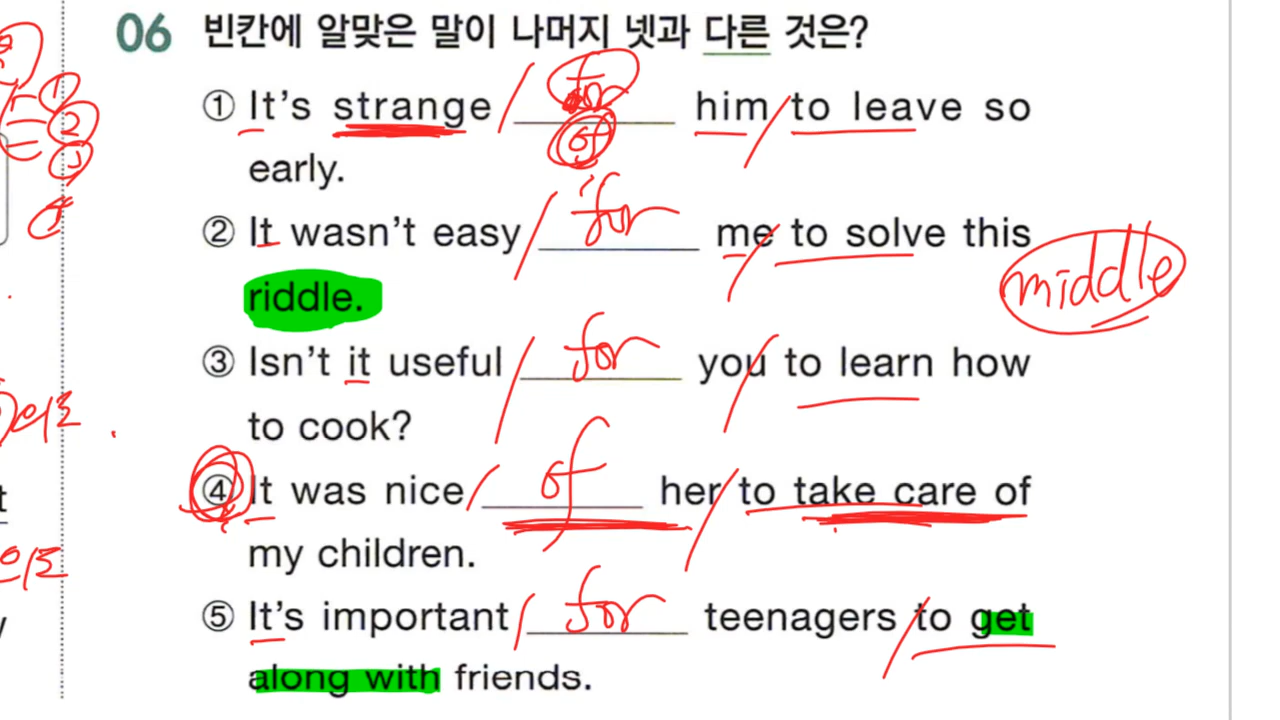 06 빈칸에 알맞은 말이 나머지 넷과 다른 것은?
① It's strange / for him / to leave so
of
early.
② It wasn't easy / for me / to solve this
riddle.
middle
③ Isn't it useful / for you / to learn how
to cook?
④ It was nice / of her / to take care of
my children.
⑤ It's important / for teenagers / to get
along with friends.